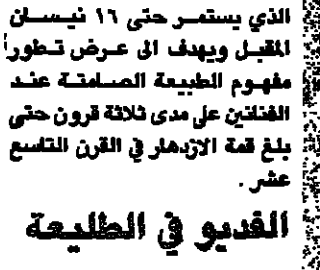 الذي يستمر حتى ١٦ نيسان
المقبل ويهدف الى عرض تطور
مفهوم الطبيعة الصامتة عند
الفنانين على مدى ثلاثة قرون حتى
بلغ قمة الازدهار في القرن التاسع
عشر .
الفديو في الطليعة